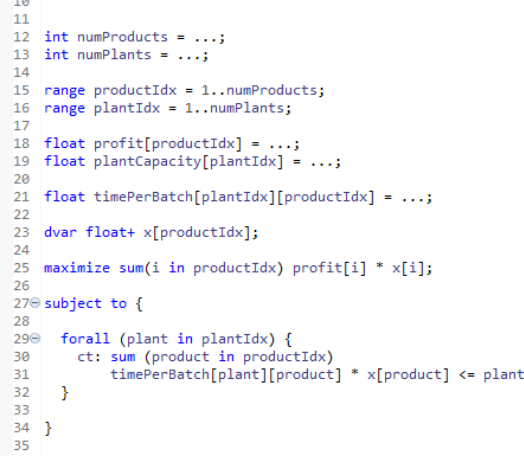 10
11
12 int numProducts = ...;
13 int numPlants = ...;
14
15 range productIdx = 1..numProducts;
16 range plantIdx = 1..numPlants;
17
18 float profit[productIdx] = ...;
19 float plantCapacity[plantIdx] = ...;
20
21 float timePerBatch[plantIdx][productIdx] = ...;
22
23 dvar float+ x[productIdx];
24
25 maximize sum(i in productIdx) profit[i] * x[i];
26
27 subject to {
28
29 forall (plant in plantIdx) {
30 ct: sum (product in productIdx)
31 timePerBatch[plant][product] * x[product] <= plant
32 }
33
34 }
35